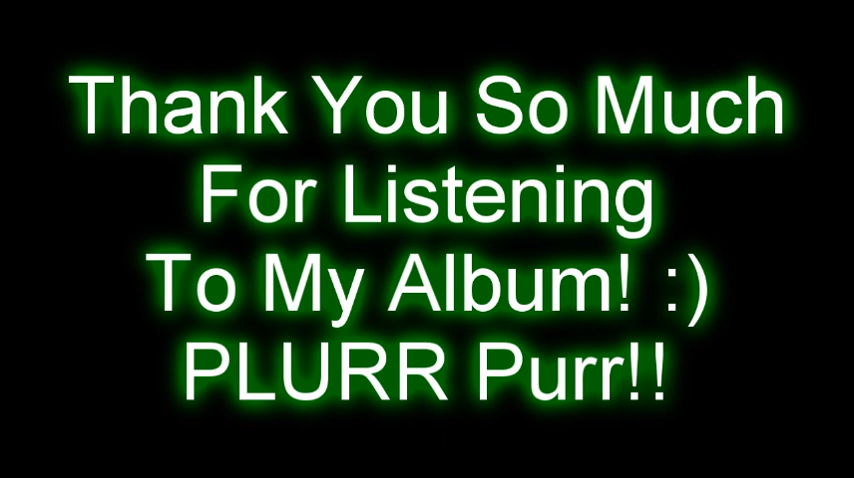 Thank You So Much
For Listening
To My Album! :)
PLURR Purr!!